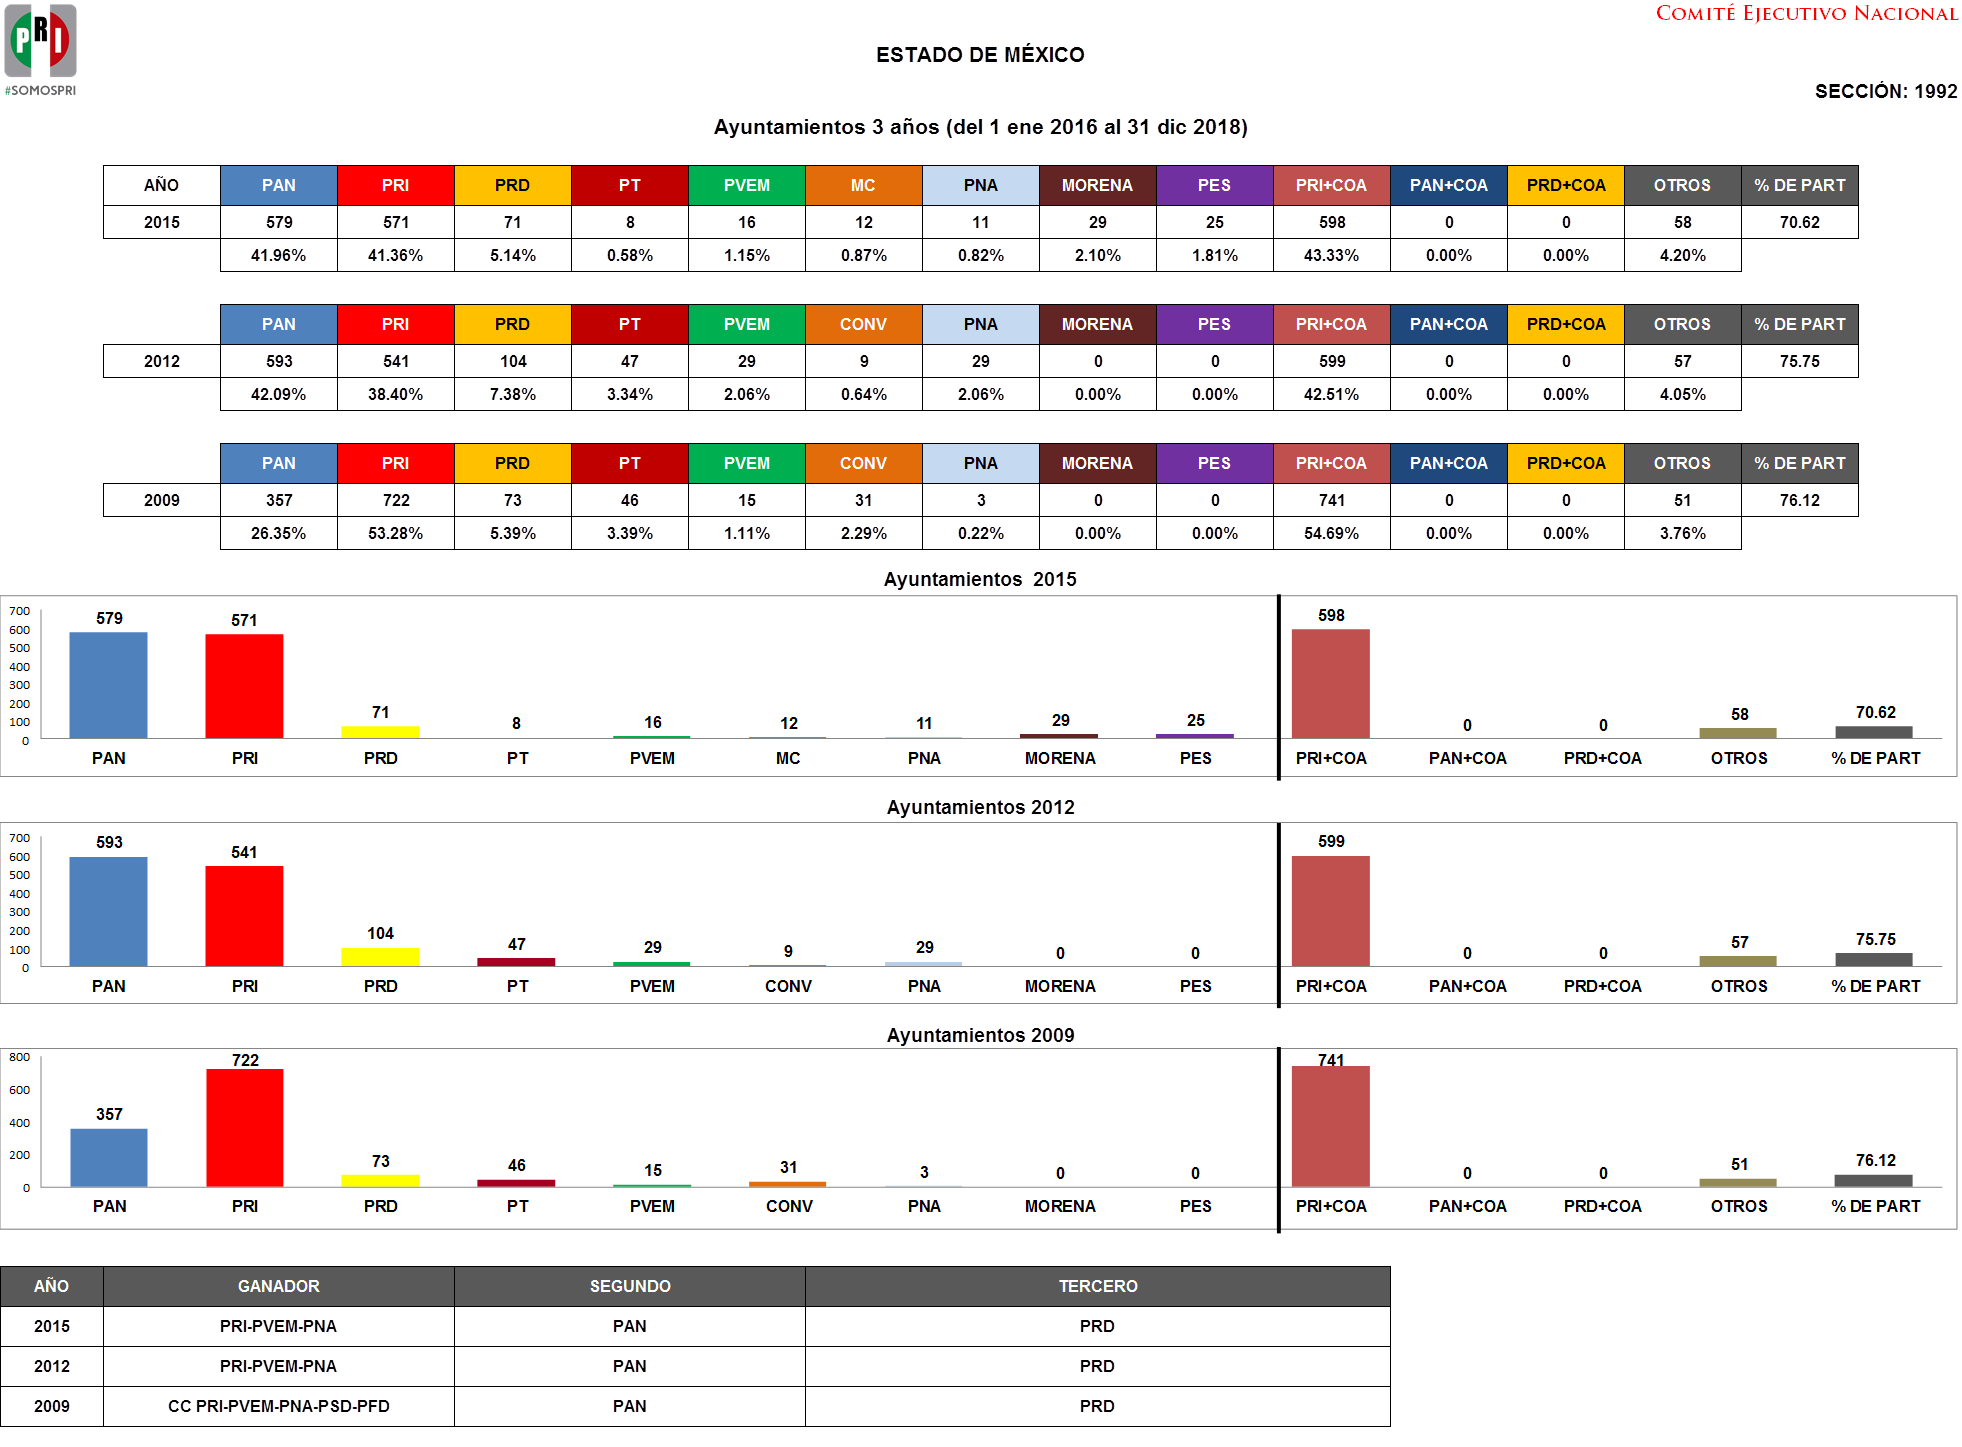 PRI
#SOMOSPRI
COMITÉ EJECUTIVO NACIONAL
ESTADO DE MÉXICO
SECCIÓN: 1992
Ayuntamientos 3 años (del 1 ene 2016 al 31 dic 2018)
AÑO PAN PRI PRD PT PVEM MC PNA MORENA PES PRI+COA PAN+COA PRD+COA OTROS % DE PART
2015 579 571 71 8 16 12 11 29 25 598 0 0 58 70.62
41.96% 41.36% 5.14% 0.58% 1.15% 0.87% 0.82% 2.10% 1.81% 43.33% 0.00% 0.00% 4.20%
PAN PRI PRD PT PVEM CONV PNA MORENA PES PRI+COA PAN+COA PRD+COA OTROS % DE PART
2012 593 541 104 47 29 9 29 0 0 599 0 0 57 75.75
42.09% 38.40% 7.38% 3.34% 2.06% 0.64% 2.06% 0.00% 0.00% 42.51% 0.00% 0.00% 4.05%
PAN PRI PRD PT PVEM CONV PNA MORENA PES PRI+COA PAN+COA PRD+COA OTROS % DE PART
2009 357 722 73 46 15 31 3 0 0 741 0 0 51 76.12
26.35% 53.28% 5.39% 3.39% 1.11% 2.29% 0.22% 0.00% 0.00% 54.69% 0.00% 0.00% 3.76%
Ayuntamientos 2015
700
600
500
400
300
200
100
0
579 571 71 8 16 12 11 29 25 598 0 0 58 70.62
PAN PRI PRD PT PVEM MC PNA MORENA PES PRI+COA PAN+COA PRD+COA OTROS % DE PART
Ayuntamientos 2012
700
600
500
400
300
200
100
0
593 541 104 47 29 9 29 0 0 599 0 0 57 75.75
PAN PRI PRD PT PVEM CONV PNA MORENA PES PRI+COA PAN+COA PRD+COA OTROS % DE PART
Ayuntamientos 2009
800
600
400
200
0
357 722 73 46 15 31 3 0 0 741 0 0 51 76.12
PAN PRI PRD PT PVEM CONV PNA MORENA PES PRI+COA PAN+COA PRD+COA OTROS % DE PART
AÑO GANADOR SEGUNDO TERCERO
2015 PRI-PVEM-PNA PAN PRD
2012 PRI-PVEM-PNA PAN PRD
2009 CC PRI-PVEM-PNA-PSD-PFD PAN PRD